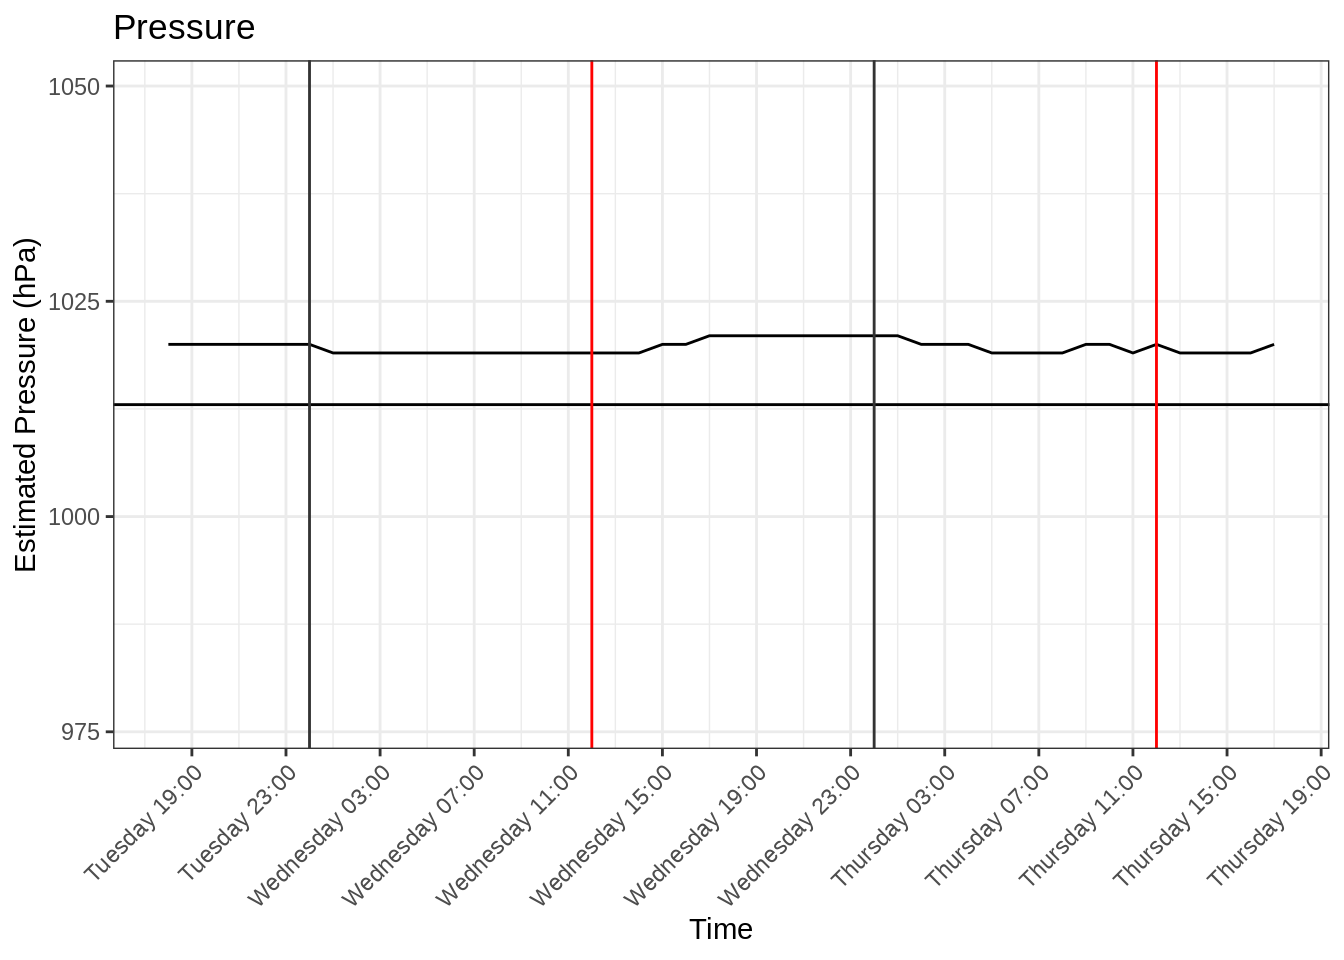 Pressure
Estimated Pressure (hPa)
1050
1025
1000
975
Tuesday 19:00
Tuesday 23:00
Wednesday 03:00
Wednesday 07:00
Wednesday 11:00
Wednesday 15:00
Wednesday 19:00
Wednesday 23:00
Thursday 03:00
Thursday 07:00
Thursday 11:00
Thursday 15:00
Thursday 19:00
Time